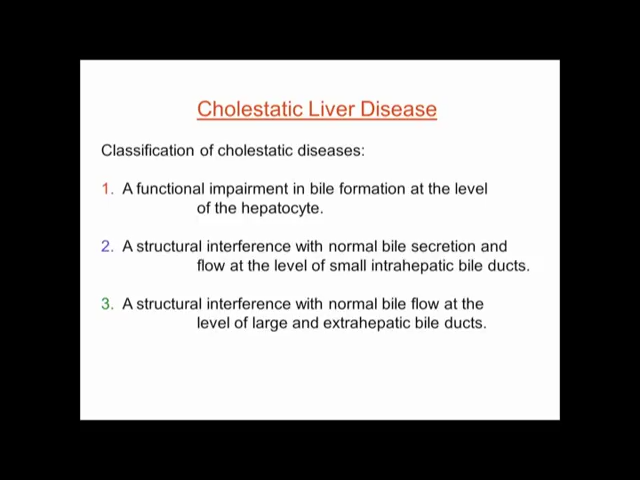 Cholestatic Liver Disease
Classification of cholestatic diseases:
1. A functional impairment in bile formation at the level
of the hepatocyte.
2. A structural interference with normal bile secretion and
flow at the level of small intrahepatic bile ducts.
3. A structural interference with normal bile flow at the
level of large and extrahepatic bile ducts.